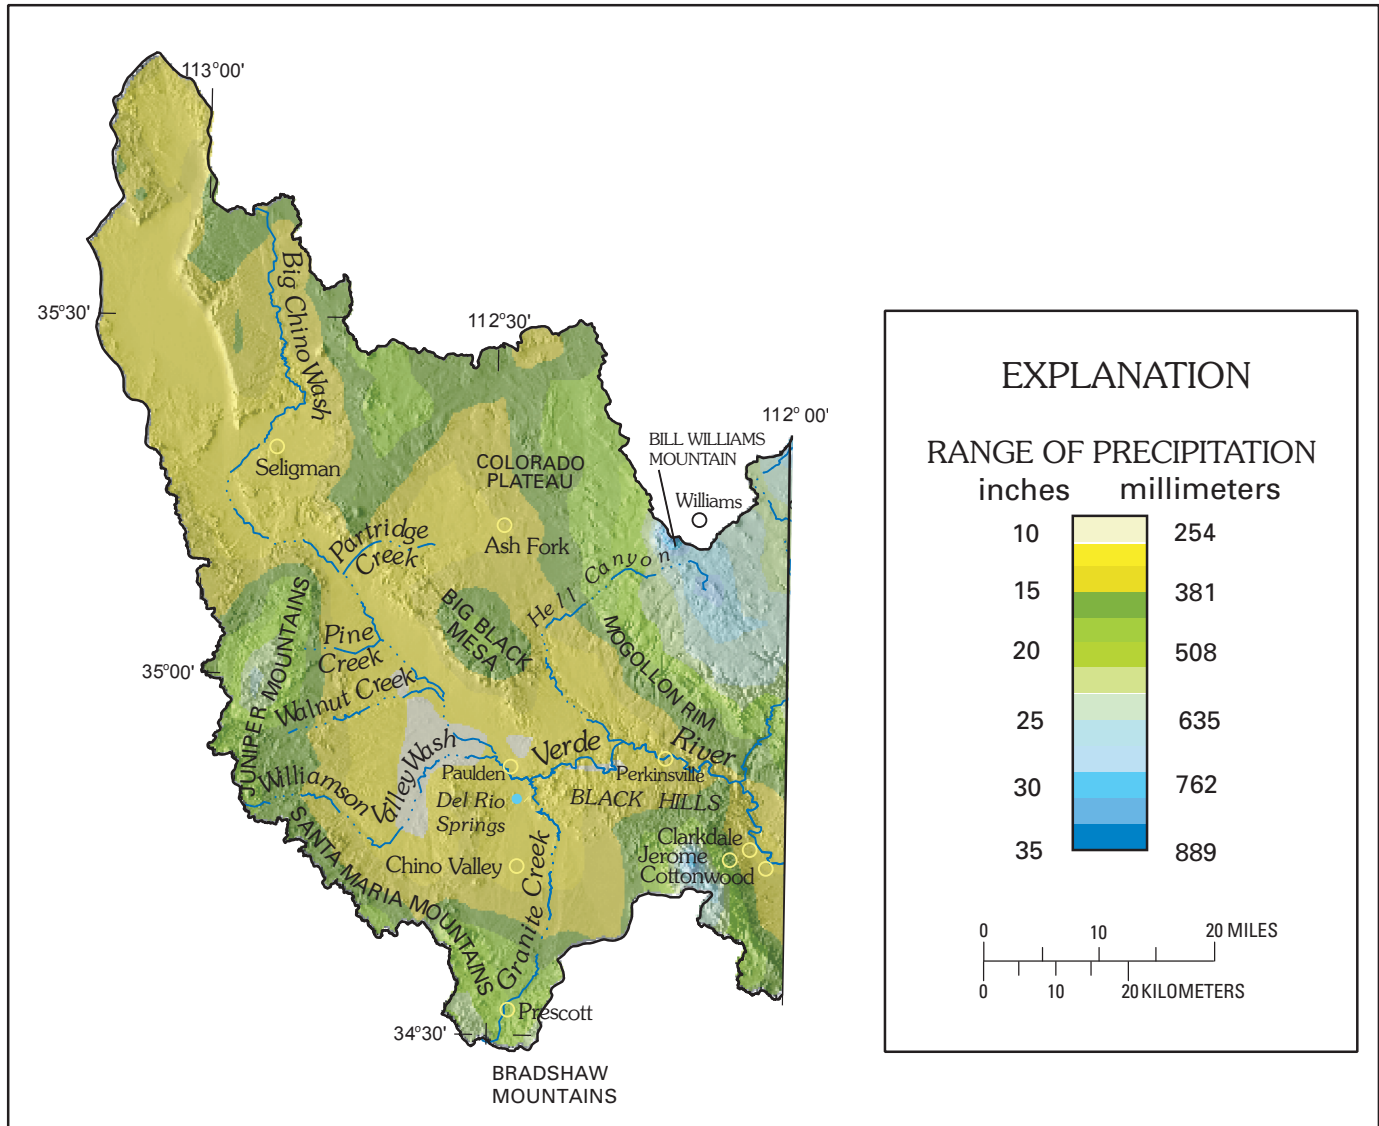 113°00'
Big Chino Wash
35°30'
112°30'
112°00'
BILL WILLIAMS
MOUNTAIN
Williams
Seligman
COLORADO
PLATEAU
Partridge
Creek
Ash Fork
Hell Canyon
JUNIPER MOUNTAINS
BIG BLACK
MESA
Pine
Creek
MOGOLLON RIM
35°00'
Walnut Creek
Williamson
Valley Wash
Verde River
Paulden
Perkinsville
Del Rio
Springs
BLACK HILLS
SANTA MARIA MOUNTAINS
Chino Valley
Granite Creek
Clarkdale
Jerome
Cottonwood
Prescott
34°30'
BRADSHAW
MOUNTAINS
EXPLANATION
RANGE OF PRECIPITATION
inches millimeters
10 254
15 381
20 508
25 635
30 762
35 889
0 10 20 MILES
0 10 20 KILOMETERS